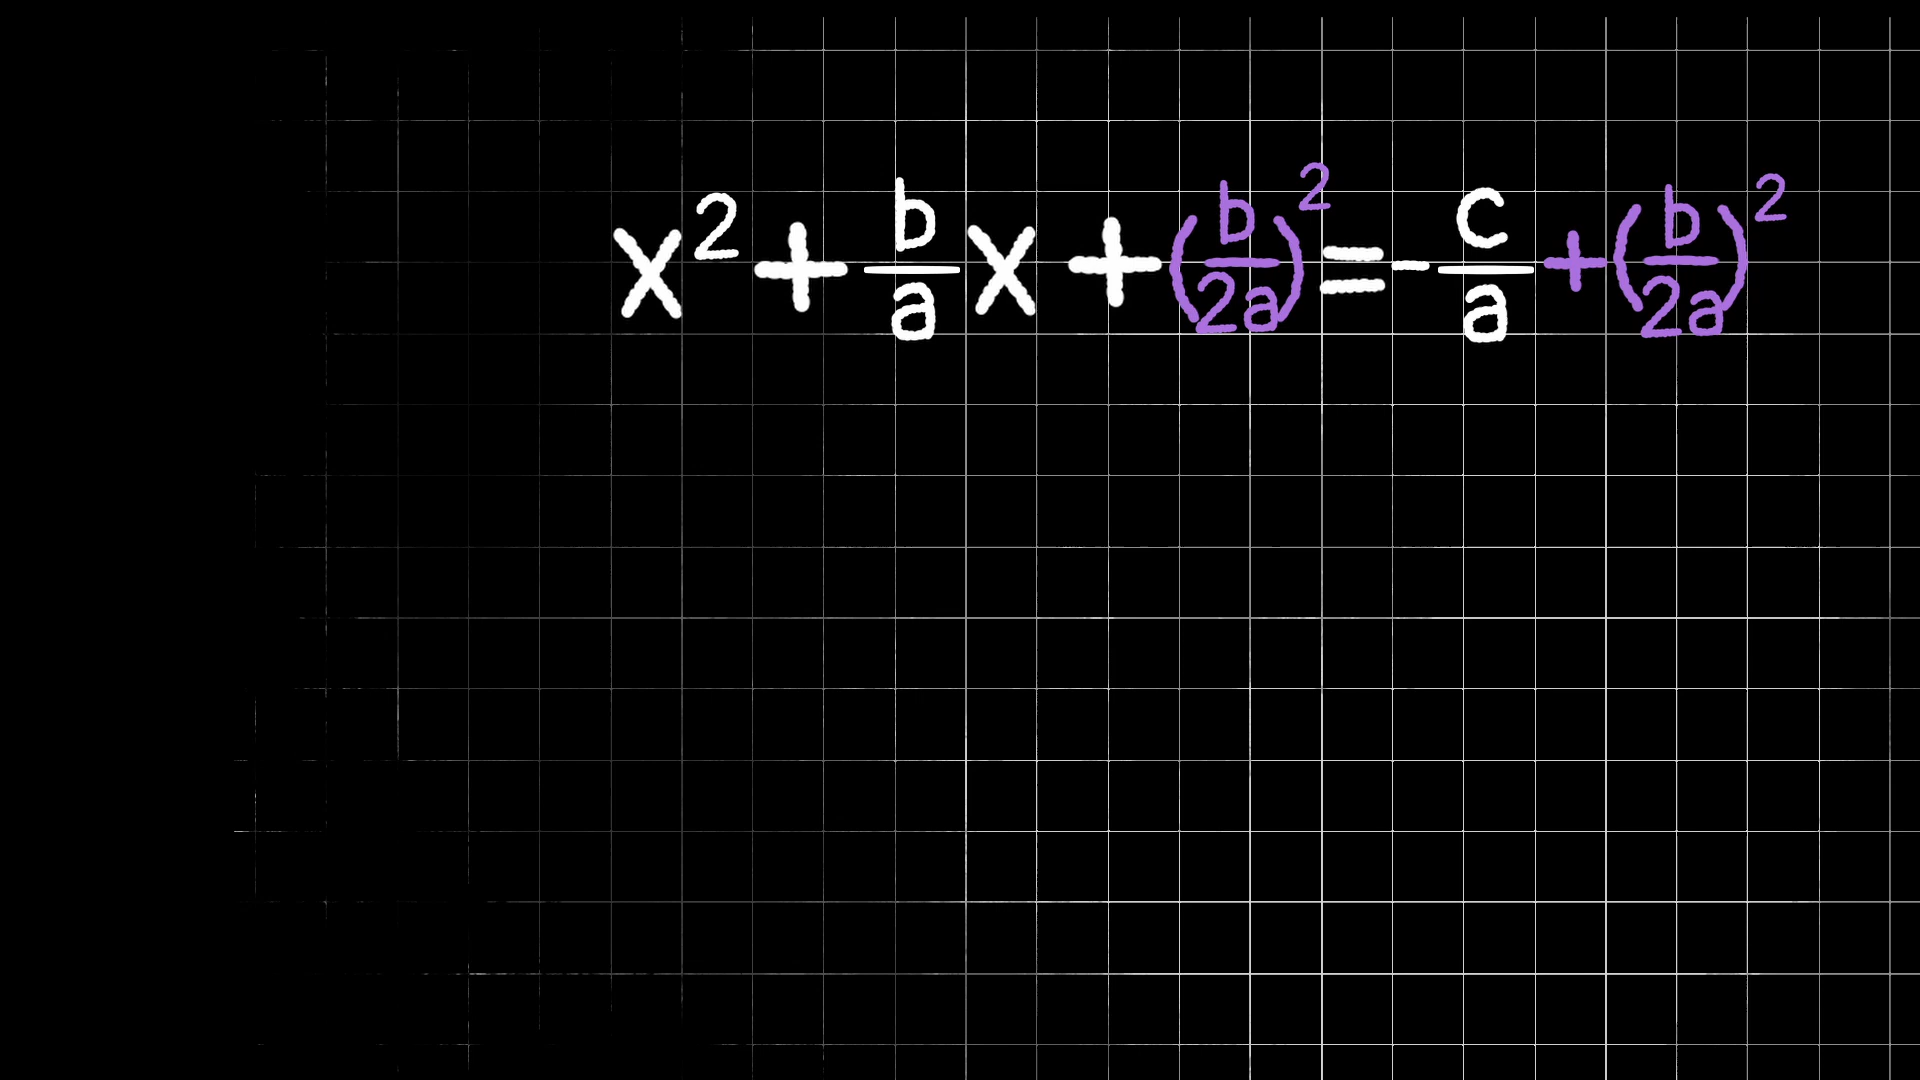 x² + b/a x + (b/2a)² = - c/a + (b/2a)²